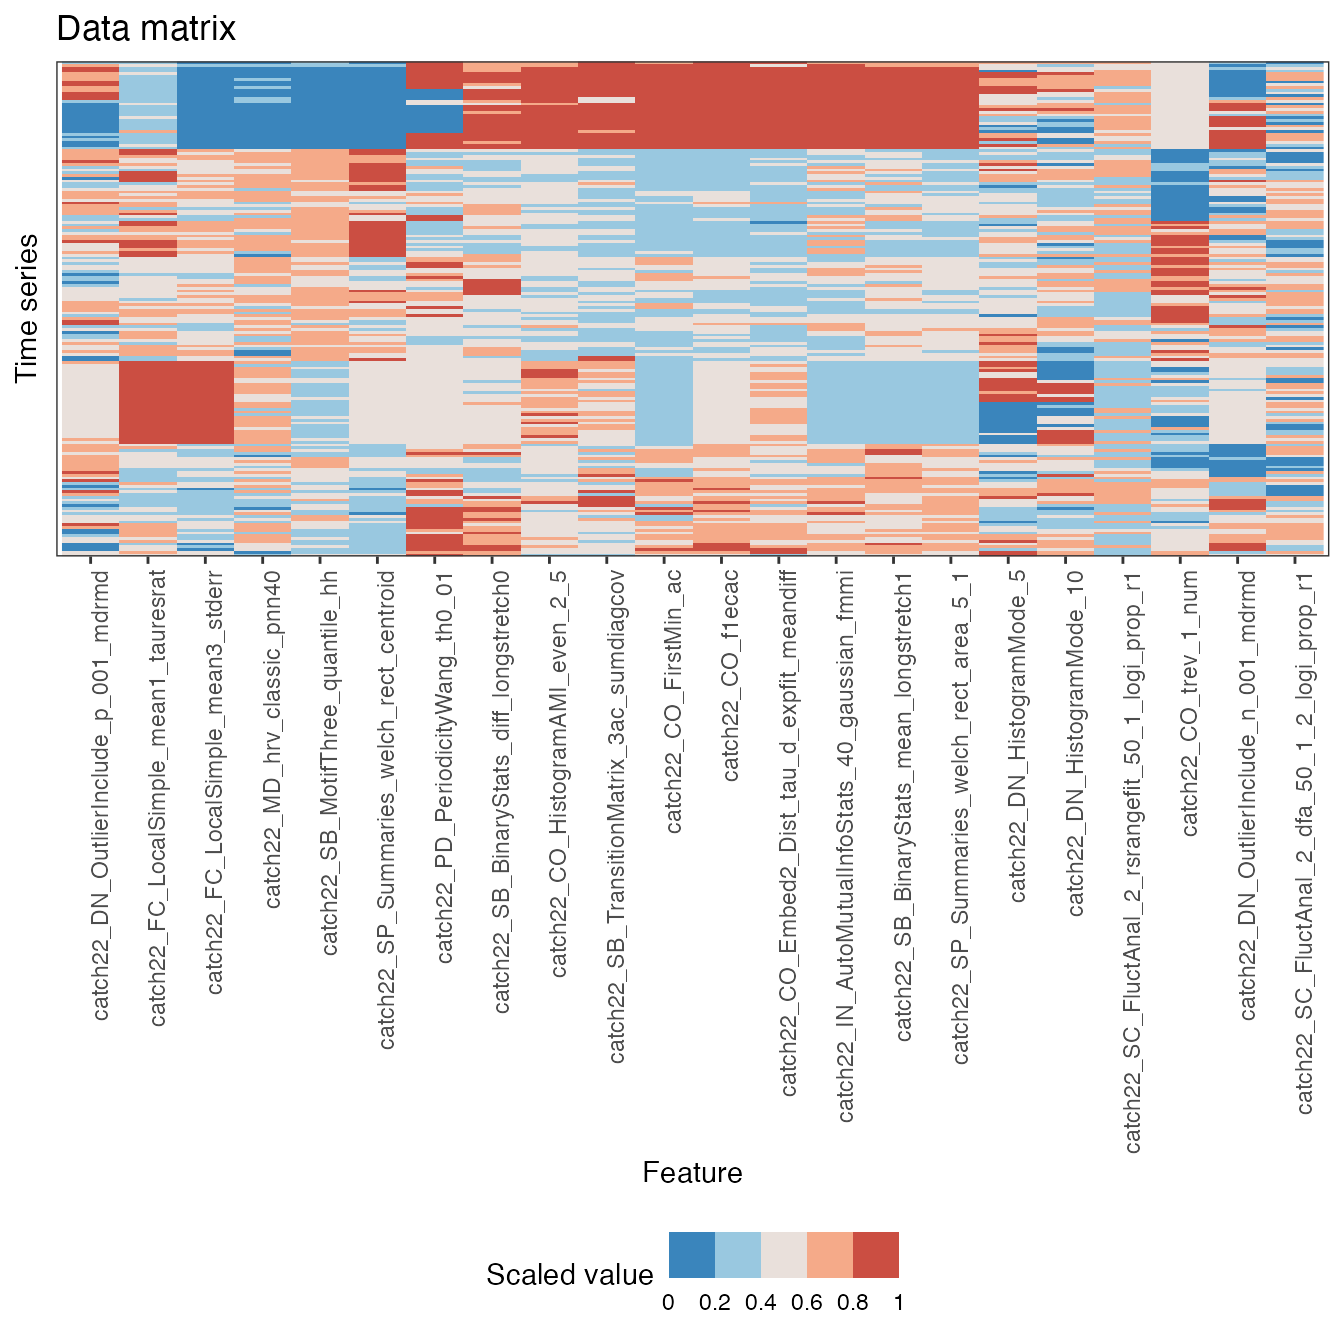 Data matrix
Time series
catch22_DN_OutlierInclude_p_001_mdrmd
catch22_FC_LocalSimple_mean1_tauresrat
catch22_FC_LocalSimple_mean3_stderr
catch22_MD_hrv_classic_pnn40
catch22_SB_MotifThree_quantile_hh
catch22_SP_Summaries_welch_rect_centroid
catch22_PD_PeriodicityWang_th0_01
catch22_SB_BinaryStats_diff_longstretch0
catch22_CO_HistogramAMI_even_2_5
catch22_SB_TransitionMatrix_3ac_sumdiagcov
catch22_CO_FirstMin_ac
catch22_CO_f1ecac
catch22_CO_Embed2_Dist_tau_d_expfit_meandiff
catch22_IN_AutoMutualInfoStats_40_gaussian_fmmi
catch22_SB_BinaryStats_mean_longstretch1
catch22_SP_Summaries_welch_rect_area_5_1
catch22_DN_HistogramMode_5
catch22_DN_HistogramMode_10
catch22_SC_FluctAnal_2_rsrangefit_50_1_logi_prop_r1
catch22_CO_trev_1_num
catch22_DN_OutlierInclude_n_001_mdrmd
catch22_SC_FluctAnal_2_dfa_50_1_2_logi_prop_r1
Feature
Scaled value
0 0.2 0.4 0.6 0.8 1